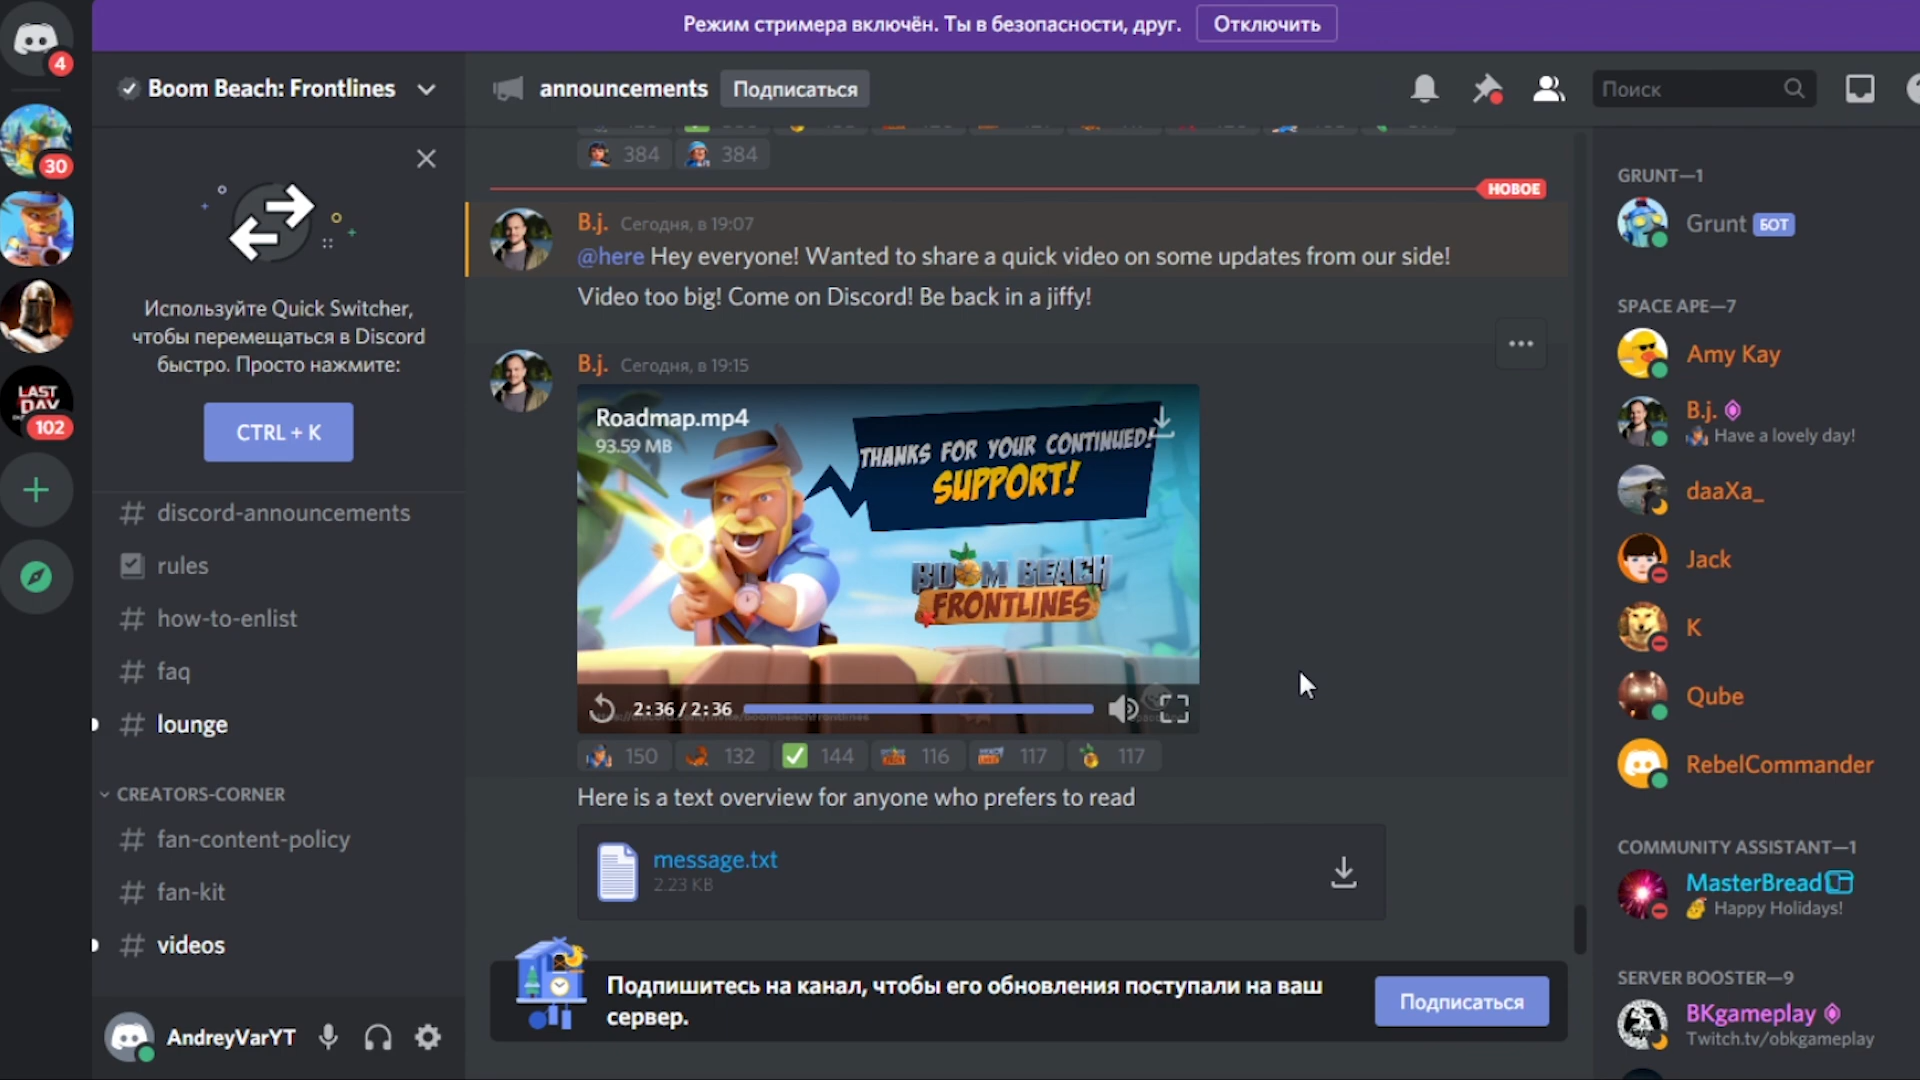 Режим стримера включён. Ты в безопасности, друг.
Отключить
4
30
LAST
DAY
102
Boom Beach: Frontlines
Используйте Quick Switcher,
чтобы перемещаться в Discord
быстро. Просто нажмите:
CTRL + K
discord-announcements
rules
how-to-enlist
faq
lounge
CREATORS-CORNER
fan-content-policy
fan-kit
videos
AndreyVarYT
announcements
Подписаться
Поиск
384
384
НОВОЕ
B.j. Сегодня, в 19:07
@here Hey everyone! Wanted to share a quick video on some updates from our side!
Video too big! Come on Discord! Be back in a jiffy!
B.j. Сегодня, в 19:15
Roadmap.mp4
93.59 MB
THANKS FOR YOUR CONTINUED!
SUPPORT!
BOOM BEACH
FRONTLINES
2:36/2:36
150
132
144
116
117
117
Here is a text overview for anyone who prefers to read
message.txt
2.23 KB
Подпишитесь на канал, чтобы его обновления поступали на ваш
сервер.
Подписаться
GRUNT—1
Grunt БОТ
SPACE APE—7
Amy Kay
B.j.
Have a lovely day!
daaXa_
Jack
K
Qube
RebelCommander
COMMUNITY ASSISTANT—1
MasterBread
Happy Holidays!
SERVER BOOSTER—9
BKgameplay
Twitch.tv/obkgameplay